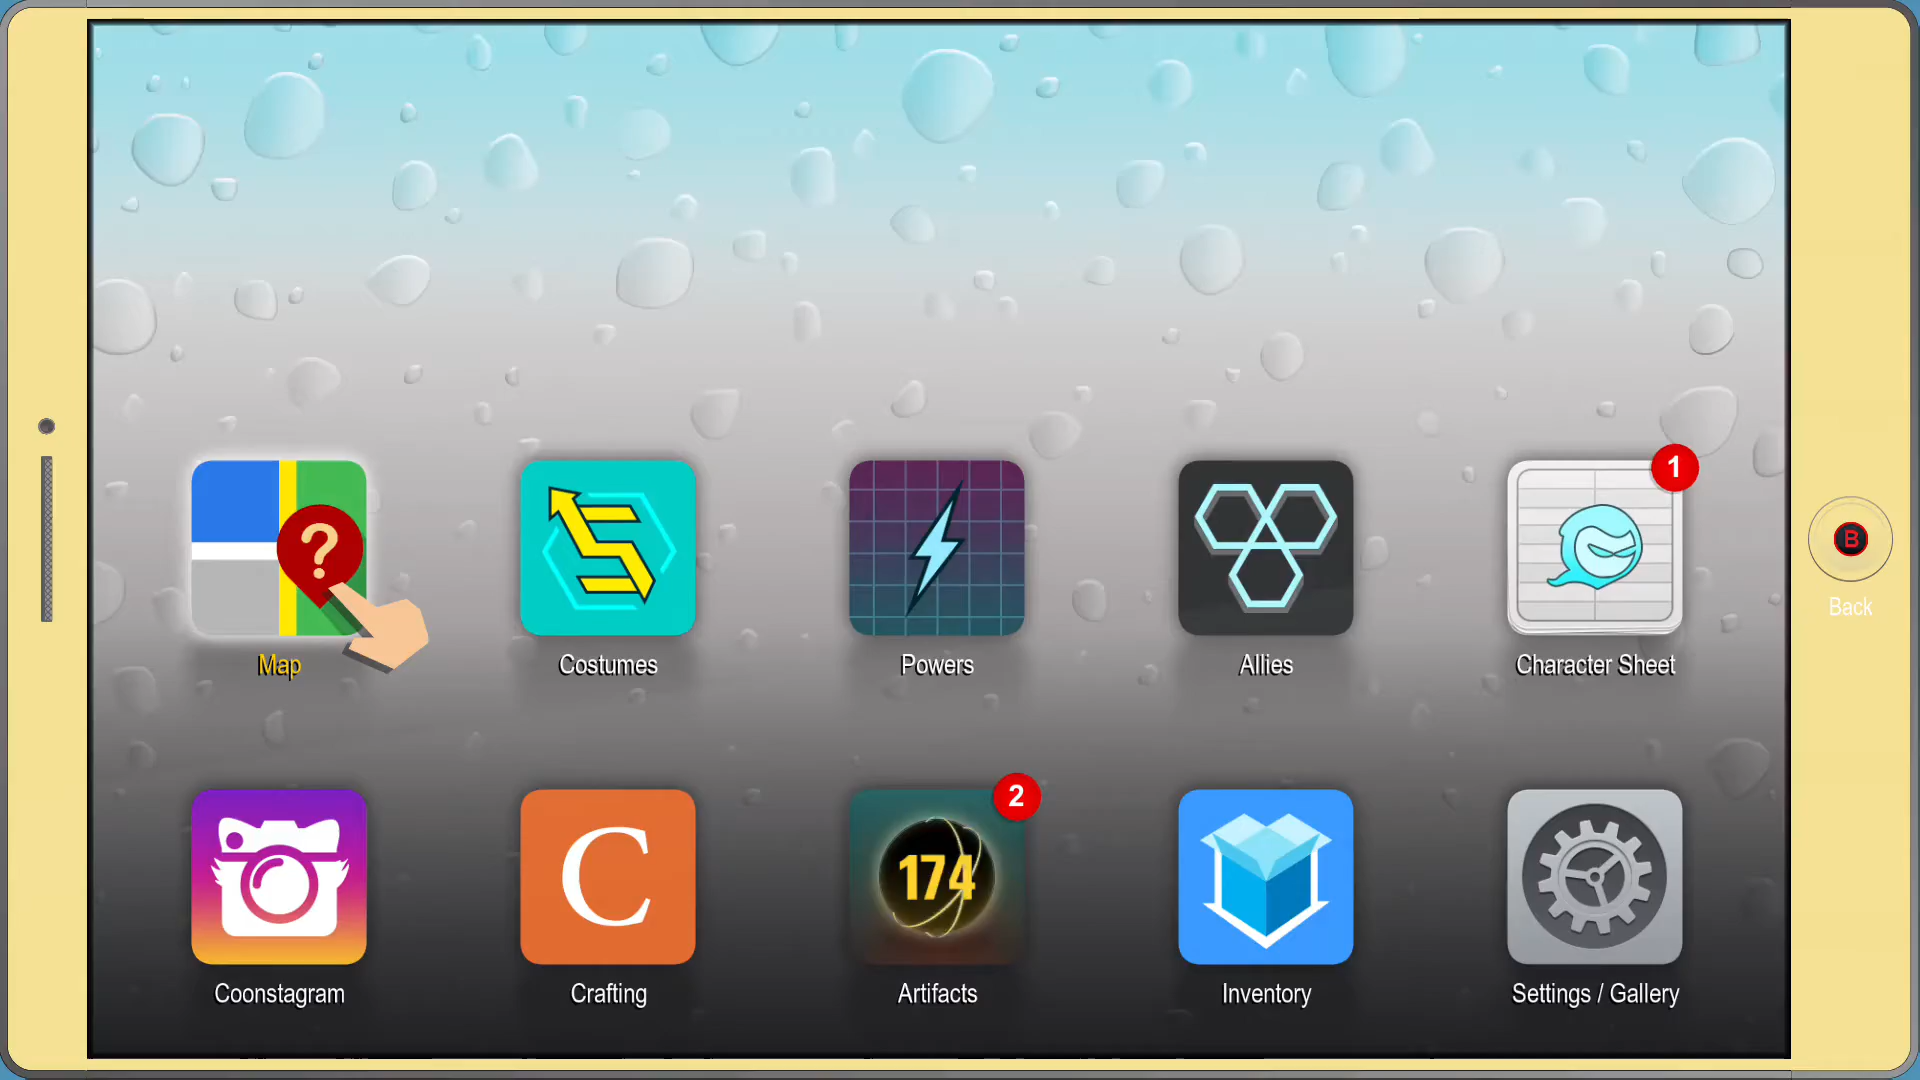 ?
1
Map
Costumes
Powers
Allies
Character Sheet
B
Back
C
174
2
Coonstagram
Crafting
Artifacts
Inventory
Settings / Gallery